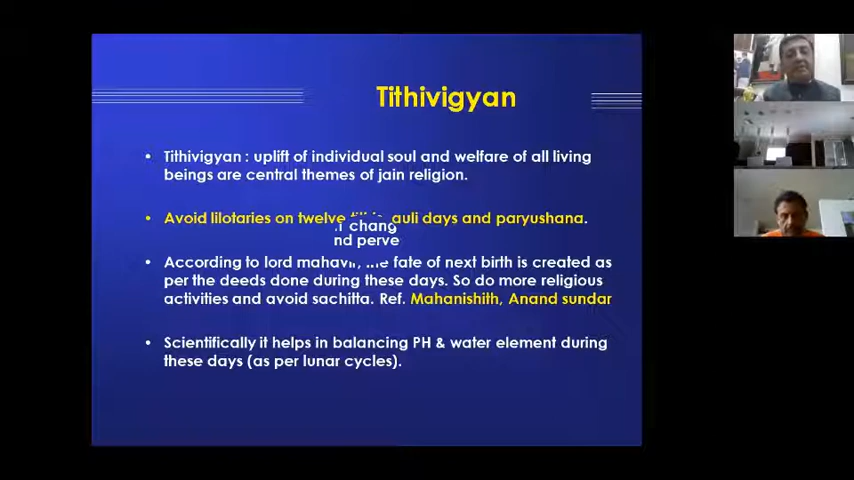 Tithivigyan
• Tithivigyan : uplift of individual soul and welfare of all living
beings are central themes of jain religion.
• Avoid lilotaries on twelve auli days and paryushana.
chang
nd perve
• According to lord mahavir, the fate of next birth is created as
per the deeds done during these days. So do more religious
activities and avoid sachitta. Ref. Mahanishith, Anand sundar
• Scientifically it helps in balancing PH & water element during
these days (as per lunar cycles).